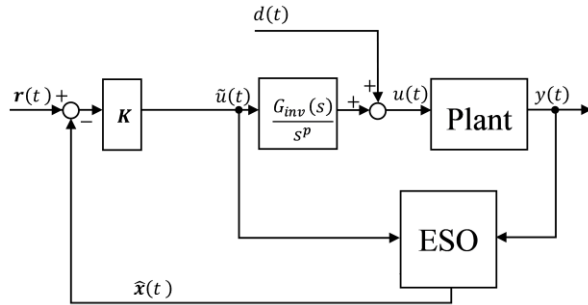 d(t)
r(t) + − K ũ(t) G_inv(s) / s^p + + u(t) Plant y(t)
ESO
x̂(t)